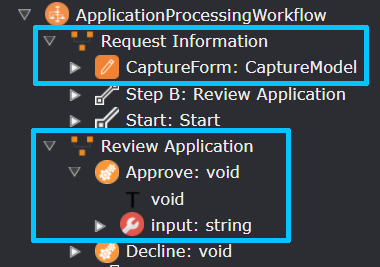 ApplicationProcessingWorkflow
Request Information
CaptureForm: CaptureModel
Step B: Review Application
Start: Start
Review Application
Approve: void
void
input: string
Decline: void